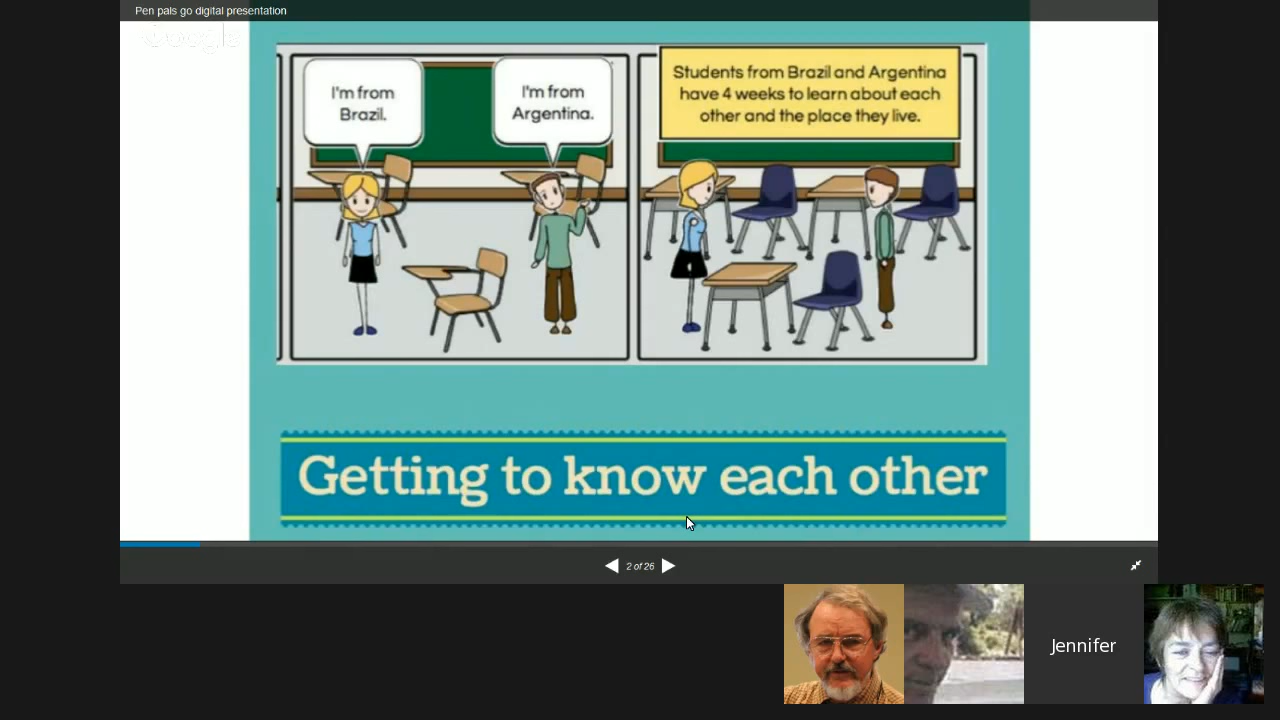 Pen pals go digital presentation
Google
I'm from
Brazil.
I'm from
Argentina.
Students from Brazil and Argentina
have 4 weeks to learn about each
other and the place they live.
Getting to know each other
2 of 26
Jennifer